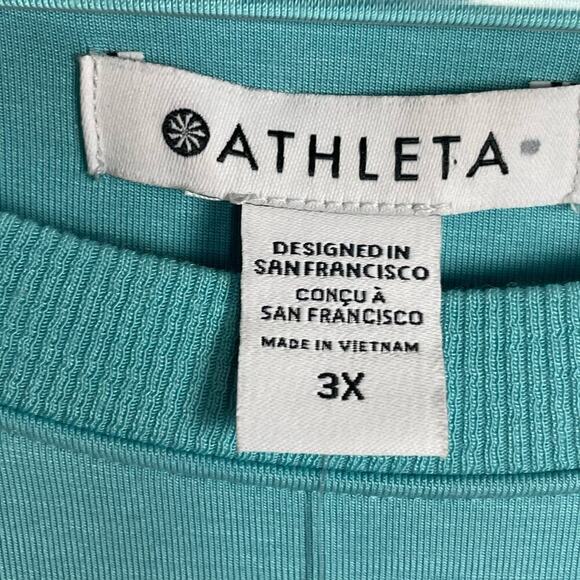 ATHLETA
DESIGNED IN
SAN FRANCISCO
CONÇU À
SAN FRANCISCO
MADE IN VIETNAM
3X